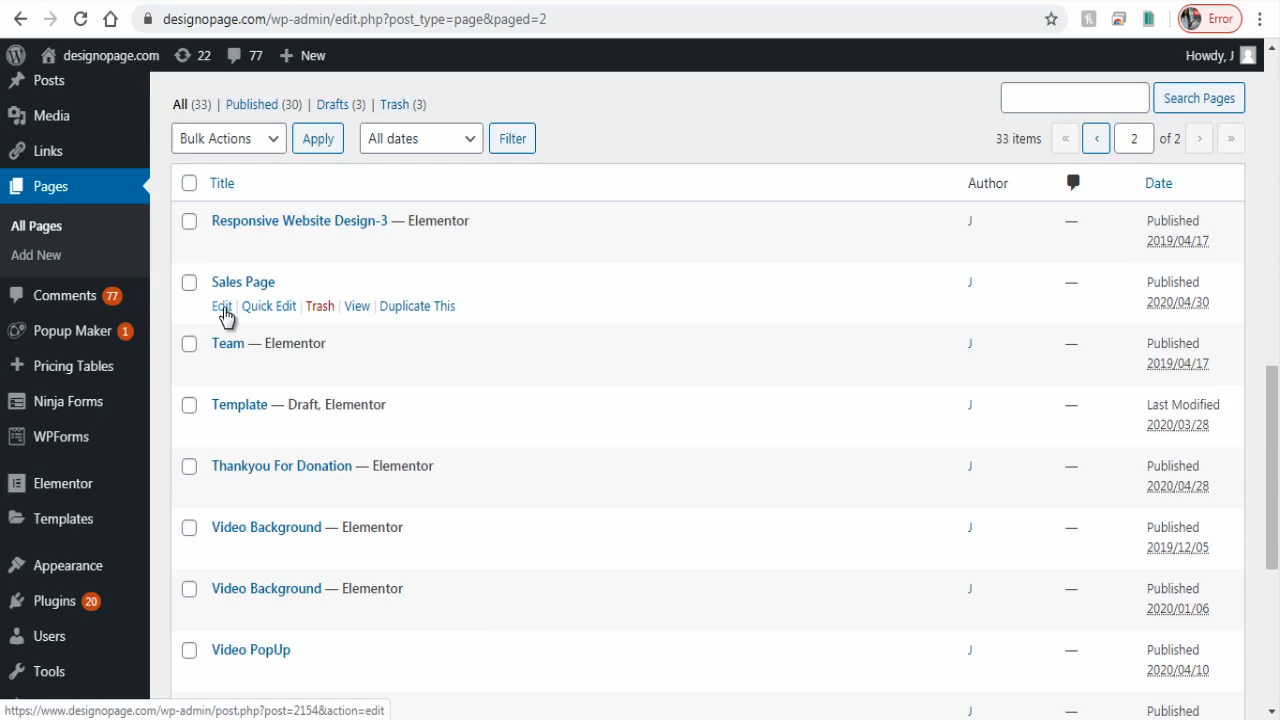 designopage.com/wp-admin/edit.php?post_type=page&paged=2
Error
designopage.com 22 77 New
Howdy, J
Posts
Media
Links
Pages
All Pages
Add New
Comments 77
Popup Maker 1
Pricing Tables
Ninja Forms
WPForms
Elementor
Templates
Appearance
Plugins 20
Users
Tools
All (33) | Published (30) | Drafts (3) | Trash (3)
Search Pages
Bulk Actions Apply All dates Filter
33 items « ‹ 2 of 2 › »
Title Author Date
Responsive Website Design-3 — Elementor J — Published
2019/04/17
Sales Page J — Published
2020/04/30
Edit | Quick Edit | Trash | View | Duplicate This
Team — Elementor J — Published
2019/04/17
Template — Draft, Elementor J — Last Modified
2020/03/28
Thankyou For Donation — Elementor J — Published
2020/04/28
Video Background — Elementor J — Published
2019/12/05
Video Background — Elementor J — Published
2020/01/06
Video PopUp J — Published
2020/04/10
J — Published
https://www.designopage.com/wp-admin/post.php?post=2154&action=edit